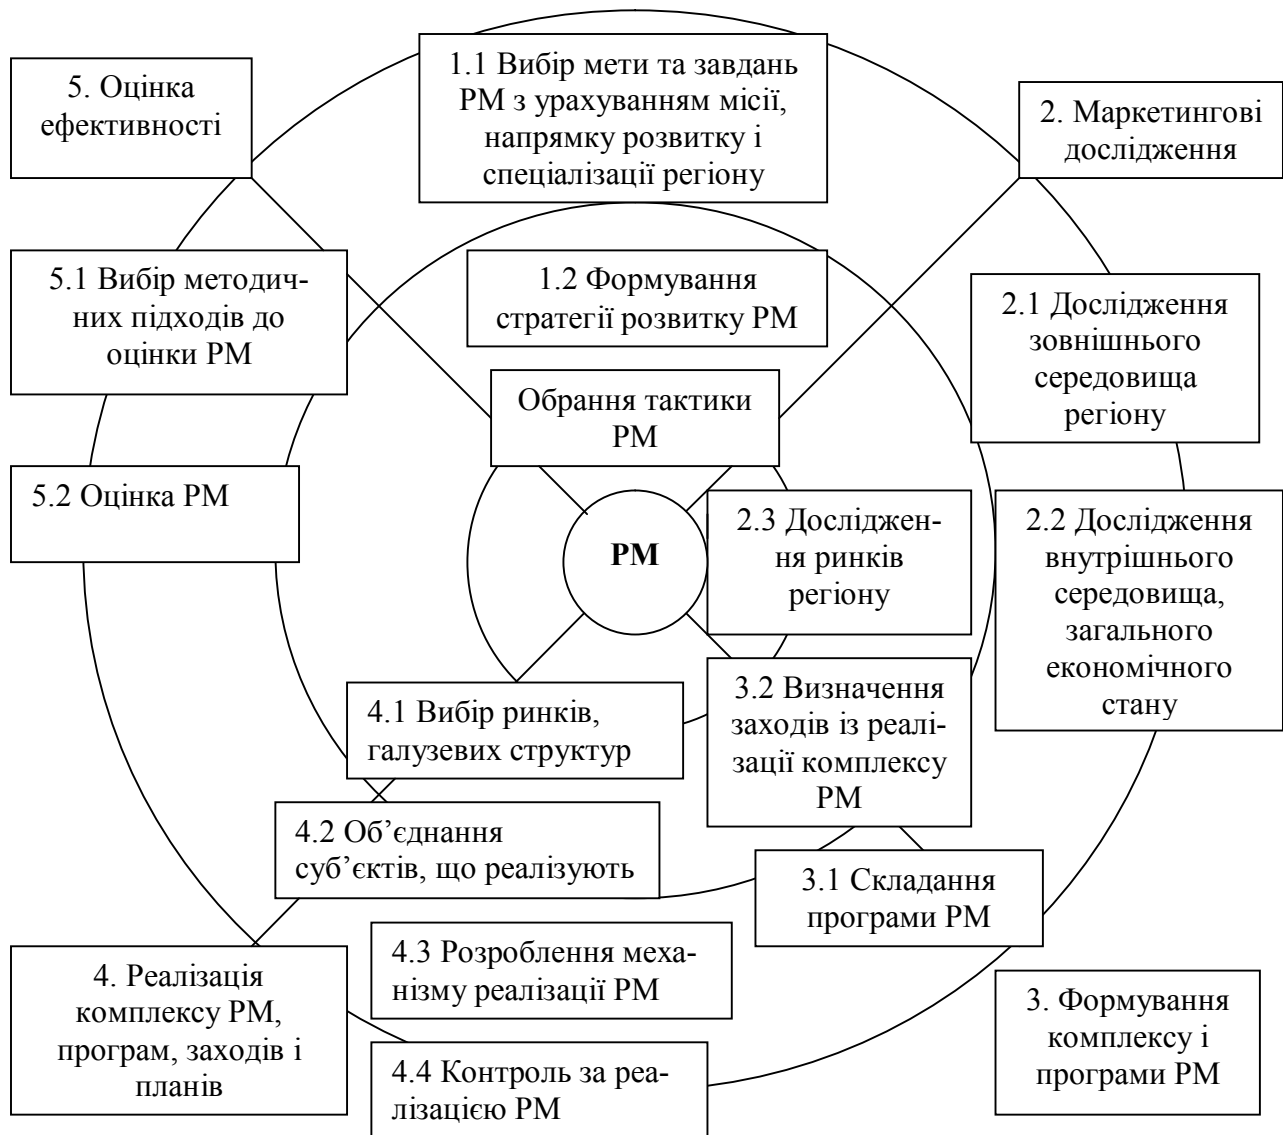 1.1 Вибір мети та завдань
РМ з урахуванням місії,
напрямку розвитку і
спеціалізації регіону
5. Оцінка
ефективності
2. Маркетингові
дослідження
5.1 Вибір методич-
них підходів до
оцінки РМ
1.2 Формування
стратегії розвитку РМ
2.1 Дослідження
зовнішнього
середовища
регіону
Обрання тактики
РМ
5.2 Оцінка РМ
РМ
2.3 Досліджен-
ня ринків
регіону
2.2 Дослідження
внутрішнього
середовища,
загального
економічного
стану
4.1 Вибір ринків,
галузевих структур
3.2 Визначення
заходів із реалі-
зації комплексу
РМ
4.2 Об’єднання
суб’єктів, що реалізують
3.1 Складання
програми РМ
4.3 Розроблення меха-
нізму реалізації РМ
4. Реалізація
комплексу РМ,
програм, заходів і
планів
3. Формування
комплексу і
програми РМ
4.4 Контроль за реа-
лізацією РМ